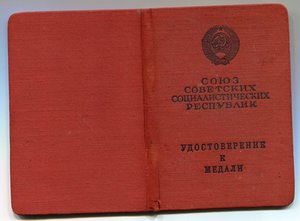 СОЮЗ
СОВЕТСКИХ
СОЦИАЛИСТИЧЕСКИХ
РЕСПУБЛИК
УДОСТОВЕРЕНИЕ
К
МЕДАЛИ